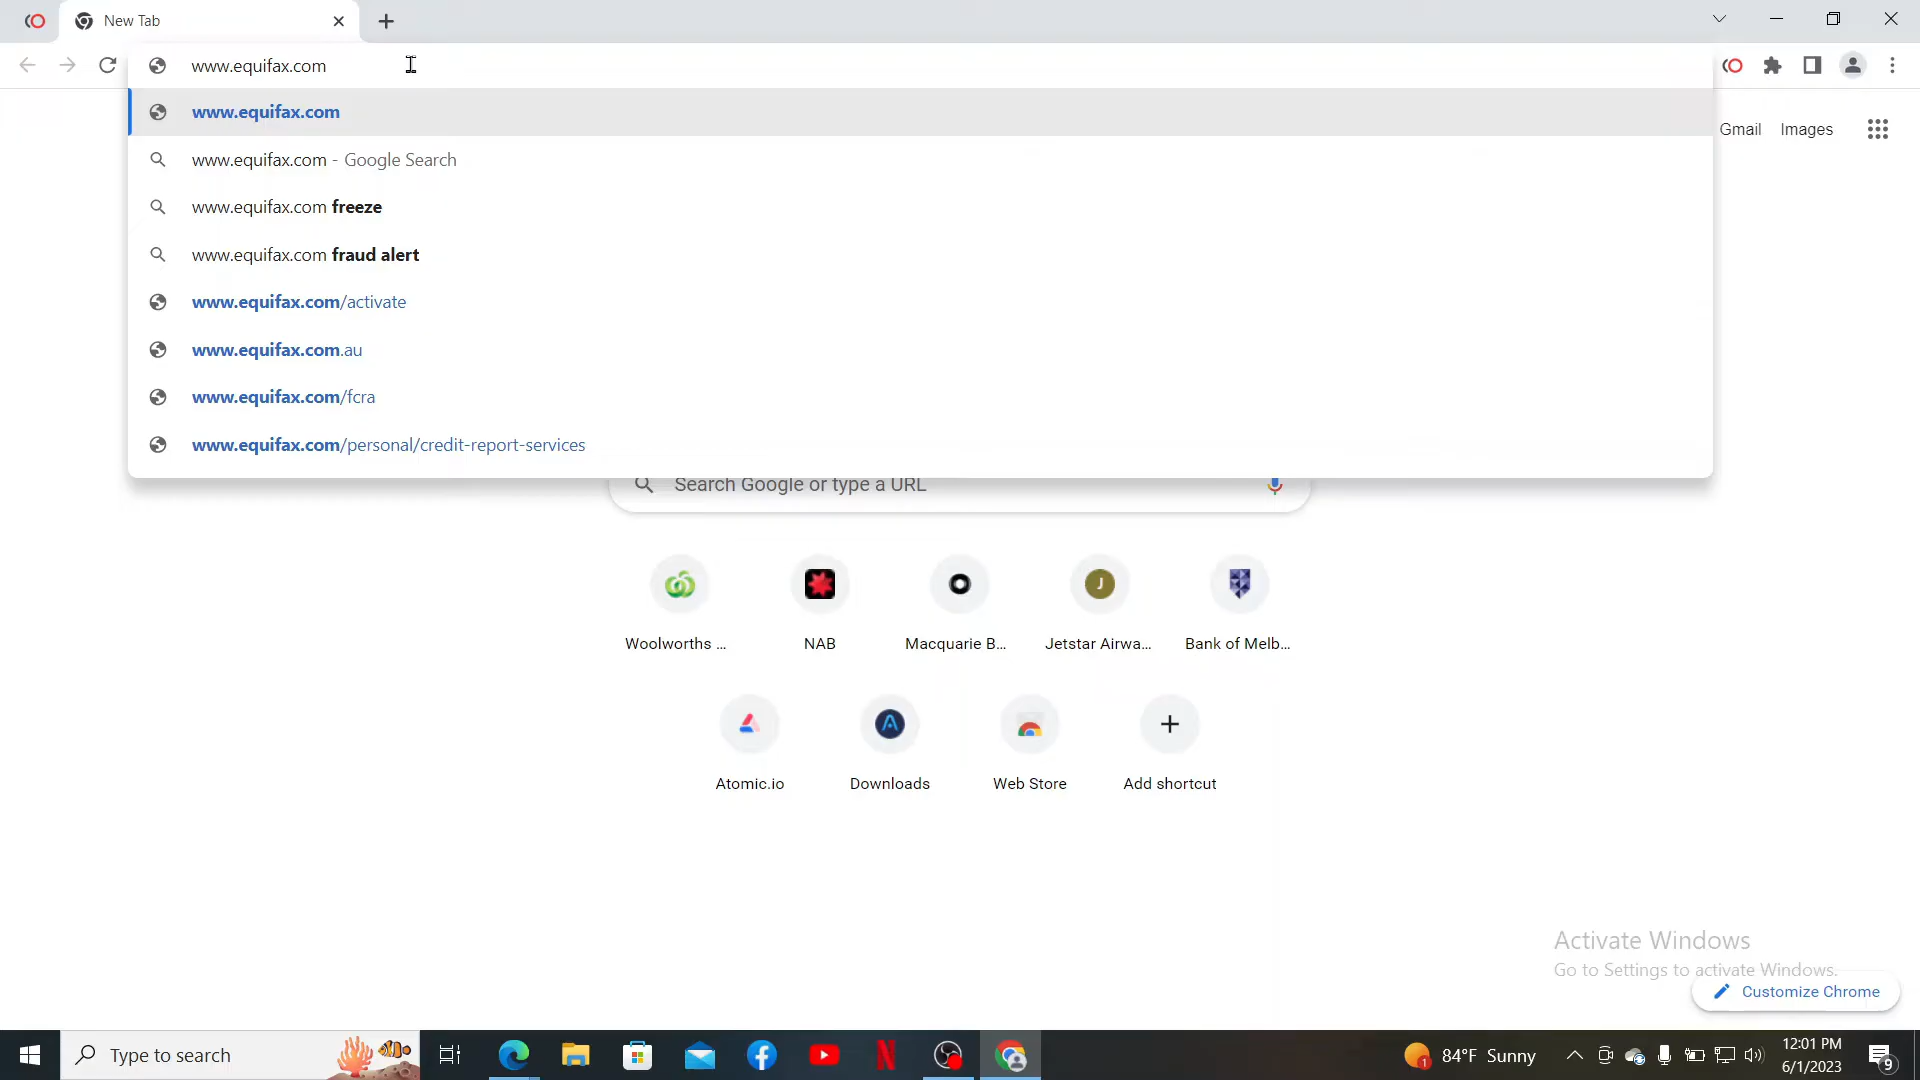 New Tab
www.equifax.com
www.equifax.com
www.equifax.com - Google Search
Gmail Images
www.equifax.com freeze
www.equifax.com fraud alert
www.equifax.com/activate
www.equifax.com.au
www.equifax.com/fcra
www.equifax.com/personal/credit-report-services
Search Google or type a URL
J
Woolworths ... NAB Macquarie B... Jetstar Airwa... Bank of Melb...
Atomic.io Downloads Web Store Add shortcut
Activate Windows
Go to Settings to activate Windows.
Customize Chrome
Type to search
1
84°F Sunny
12:01 PM
6/1/2023
9